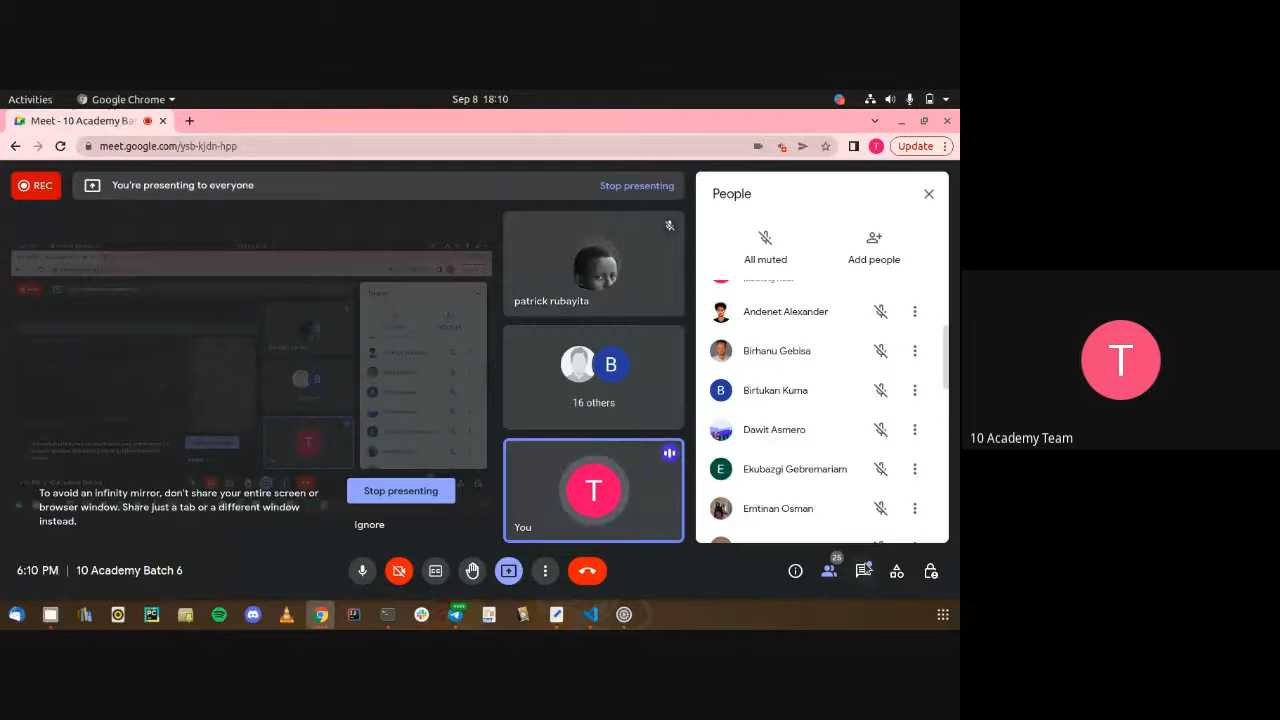 Activities
Google Chrome
Sep 8 18:10
Meet - 10 Academy Ba
meet.google.com/ysb-kjdn-hpp
T
Update
REC
You're presenting to everyone
Stop presenting
patrick rubayita
B
16 others
T
You
To avoid an infinity mirror, don't share your entire screen or
browser window. Share just a tab or a different window
instead.
Stop presenting
Ignore
People
All muted
Add people
Andenet Alexander
Birhanu Gebisa
B
Birtukan Kuma
Dawit Asmero
E
Ekubazgi Gebremariam
Emtinan Osman
6:10 PM | 10 Academy Batch 6
25
T
10 Academy Team